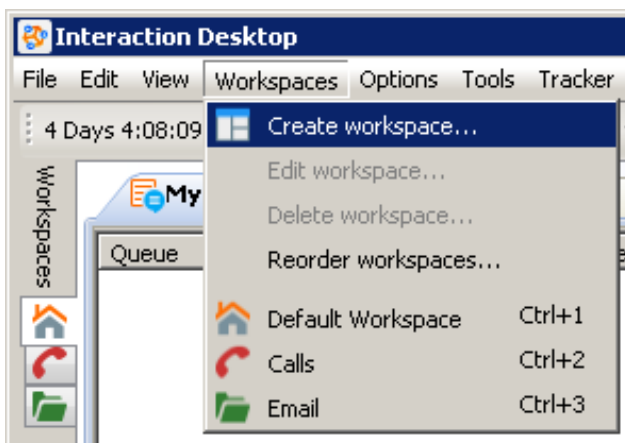 Interaction Desktop
File Edit View Workspaces Options Tools Tracker
4 Days 4:08:09
Workspaces
My
Queue
Create workspace...
Edit workspace...
Delete workspace...
Reorder workspaces...
Default Workspace Ctrl+1
Calls Ctrl+2
Email Ctrl+3